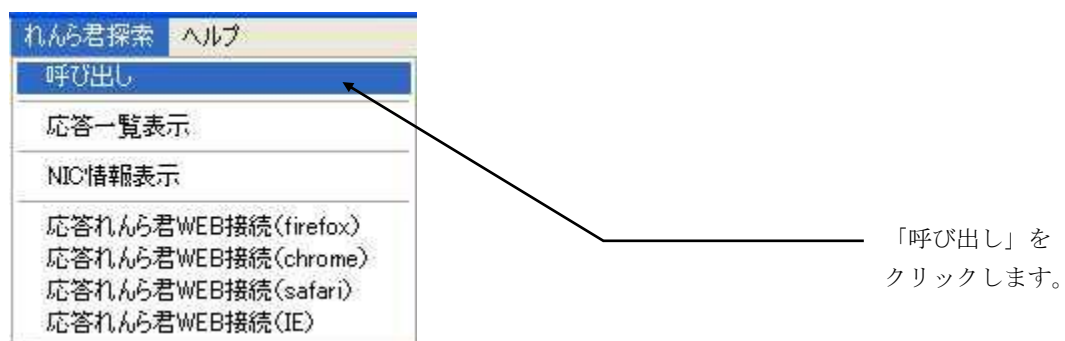 れんら君探索 ヘルプ
呼び出し
応答一覧表示
NIC情報表示
応答れんら君WEB接続(firefox)
応答れんら君WEB接続(chrome)
応答れんら君WEB接続(safari)
応答れんら君WEB接続(IE)
「呼び出し」を
クリックします。